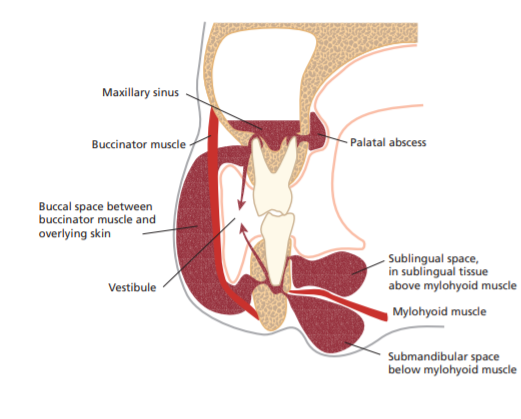 Maxillary sinus
Buccinator muscle
Palatal abscess
Buccal space between
buccinator muscle and
overlying skin
Vestibule
Sublingual space,
in sublingual tissue
above mylohyoid muscle
Mylohyoid muscle
Submandibular space
below mylohyoid muscle